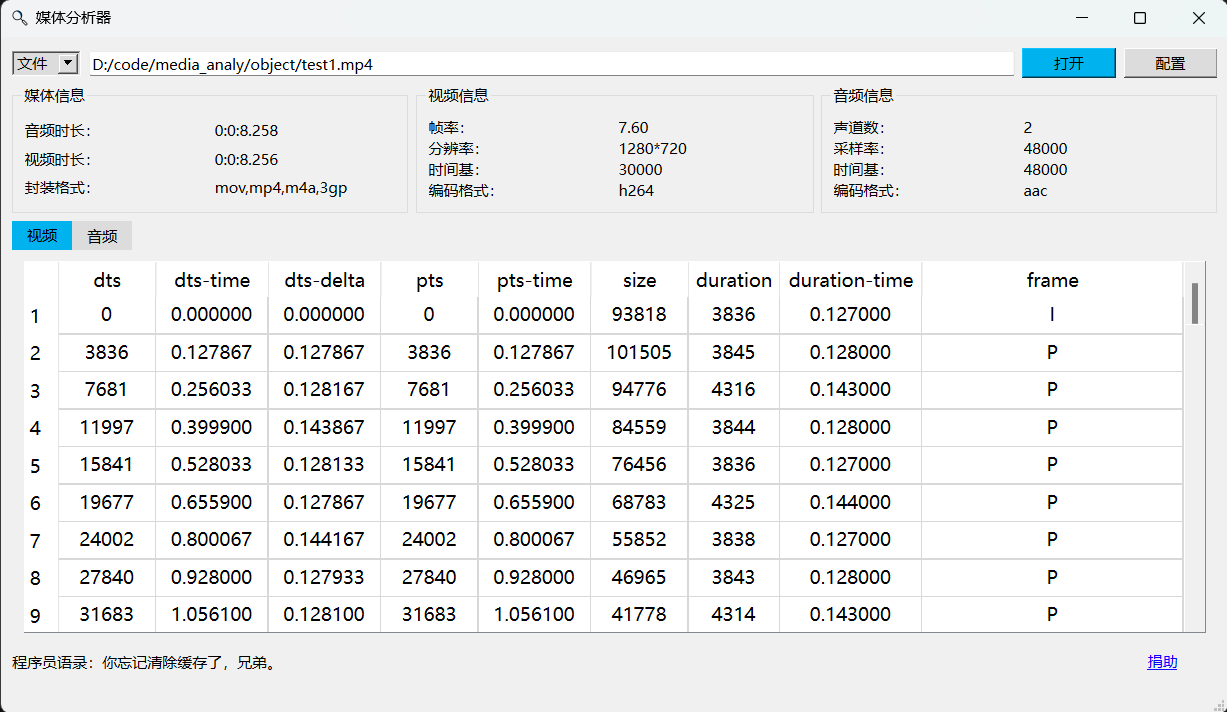 媒体分析器
文件 D:/code/media_analy/object/test1.mp4 打开 配置
媒体信息
音频时长： 0:0:8.258
视频时长： 0:0:8.256
封装格式： mov,mp4,m4a,3gp
视频信息
帧率： 7.60
分辨率： 1280*720
时间基： 30000
编码格式： h264
音频信息
声道数： 2
采样率： 48000
时间基： 48000
编码格式： aac
视频 音频
dts dts-time dts-delta pts pts-time size duration duration-time frame
1 0 0.000000 0.000000 0 0.000000 93818 3836 0.127000 I
2 3836 0.127867 0.127867 3836 0.127867 101505 3845 0.128000 P
3 7681 0.256033 0.128167 7681 0.256033 94776 4316 0.143000 P
4 11997 0.399900 0.143867 11997 0.399900 84559 3844 0.128000 P
5 15841 0.528033 0.128133 15841 0.528033 76456 3836 0.127000 P
6 19677 0.655900 0.127867 19677 0.655900 68783 4325 0.144000 P
7 24002 0.800067 0.144167 24002 0.800067 55852 3838 0.127000 P
8 27840 0.928000 0.127933 27840 0.928000 46965 3843 0.128000 P
9 31683 1.056100 0.128100 31683 1.056100 41778 4314 0.143000 P
程序员语录：你忘记清除缓存了，兄弟。 捐助